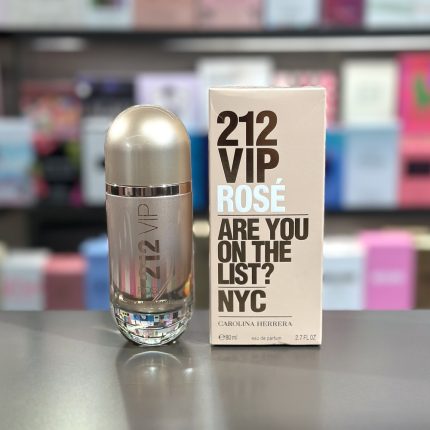 212 VIP
212
VIP
ROSÉ
ARE YOU
ON THE
LIST?
NYC
CAROLINA HERRERA
℮80ml eau de parfum 2.7 FL.OZ